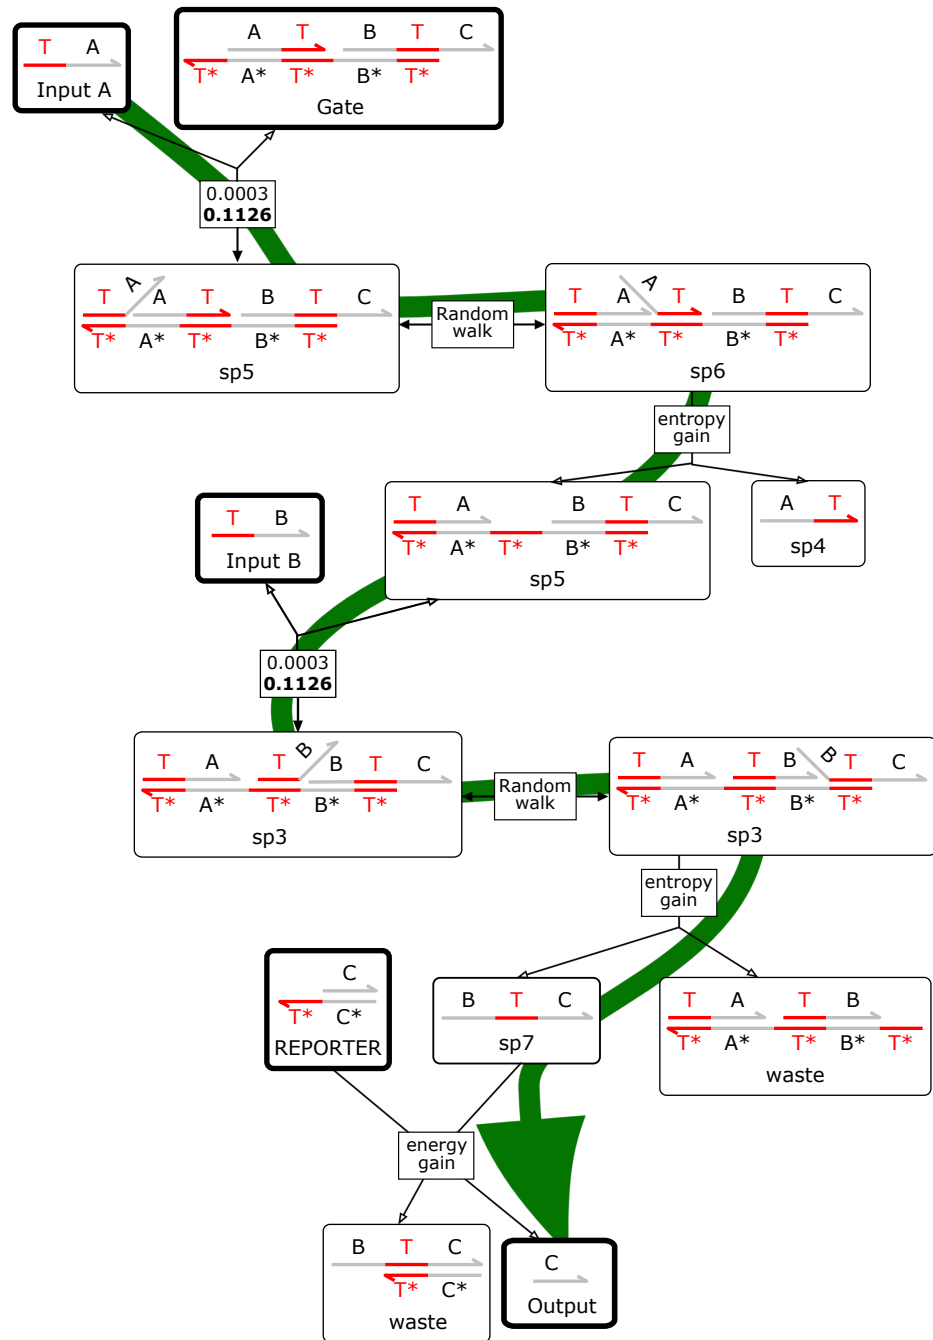 T A
Input A
A T B T C
T* A* T* B* T*
Gate
0.0003
0.1126
A
T A T B T C
T* A* T* B* T*
sp5
Random
walk
A
T A T B T C
T* A* T* B* T*
sp6
entropy
gain
T B
Input B
T A B T C
T* A* T* B* T*
sp5
A T
sp4
0.0003
0.1126
B
T A T B T C
T* A* T* B* T*
sp3
Random
walk
B
T A T B T C
T* A* T* B* T*
sp3
entropy
gain
C
T* C*
REPORTER
B T C
sp7
T A T B
T* A* T* B* T*
waste
energy
gain
B T C
T* C*
waste
C
Output